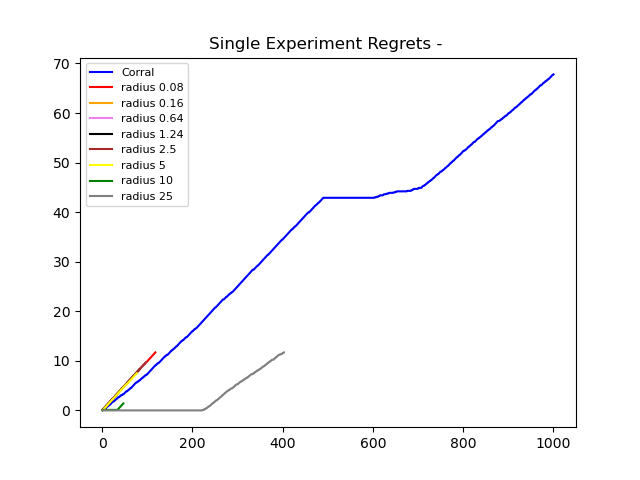 Single Experiment Regrets -
70
60
50
40
30
20
10
0
Corral
radius 0.08
radius 0.16
radius 0.64
radius 1.24
radius 2.5
radius 5
radius 10
radius 25
0 200 400 600 800 1000